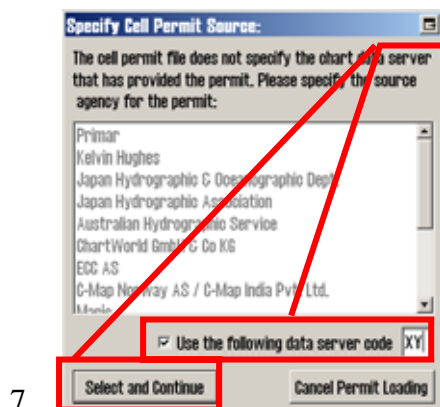 Specify Cell Permit Source:
The cell permit file does not specify the chart data server
that has provided the permit. Please specify the source
agency for the permit:
Primar
Kelvin Hughes
Japan Hydrographic & Oceanographic Dept.
Japan Hydrographic Association
Australian Hydrographic Service
ChartWorld GmbH & Co KG
ECC AS
C-Map Norway AS / C-Map India Pvt. Ltd.
Use the following data server code XY
Select and Continue Cancel Permit Loading
7